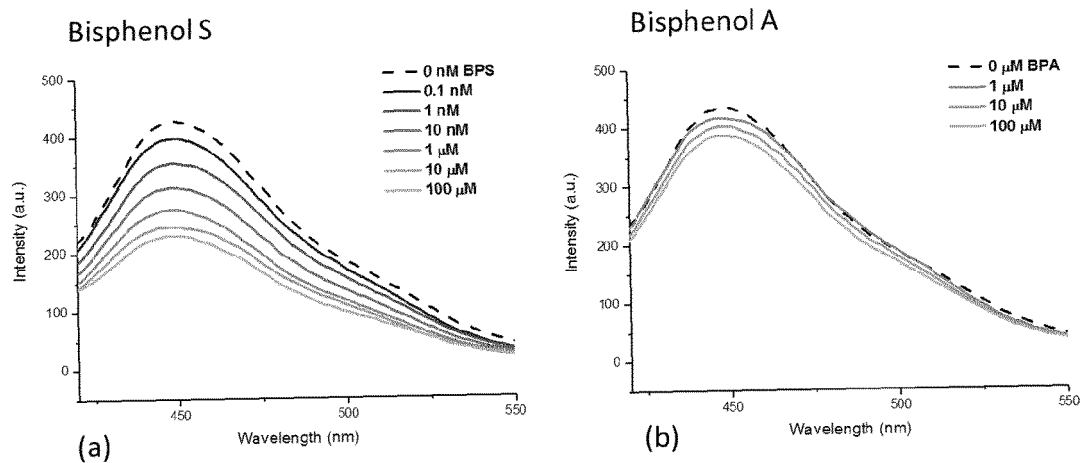 Bisphenol S
500
400
300
200
100
0
Intensity (a.u.)
450
500
550
Wavelength (nm)
0 nM BPS
0.1 nM
1 nM
10 nM
1 µM
10 µM
100 µM
(a)
Bisphenol A
500
400
300
200
100
0
Intensity (a.u.)
450
500
550
Wavelength (nm)
0 µM BPA
1 µM
10 µM
100 µM
(b)